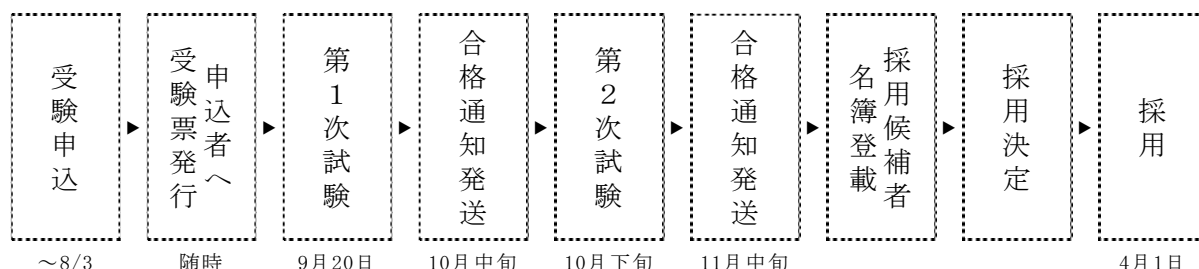 受験申込
申込者へ
受験票発行
第1次試験
合格通知発送
第2次試験
合格通知発送
採用候補者
名簿登載
採用決定
採用
～8/3
随時
9月20日
10月中旬
10月下旬
11月中旬
4月1日